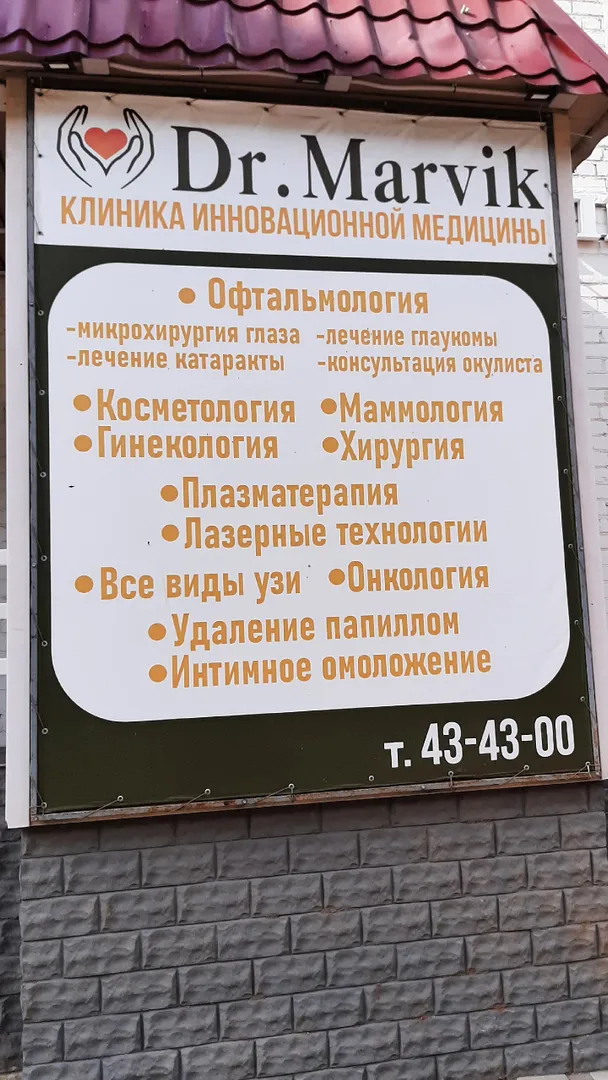 Dr. Marvik
КЛИНИКА ИННОВАЦИОННОЙ МЕДИЦИНЫ
• Офтальмология
-микрохирургия глаза -лечение глаукомы
-лечение катаракты -консультация окулиста
•Косметология •Маммология
•Гинекология •Хирургия
•Плазматерапия
•Лазерные технологии
•Все виды узи •Онкология
•Удаление папиллом
•Интимное омоложение
т. 43-43-00